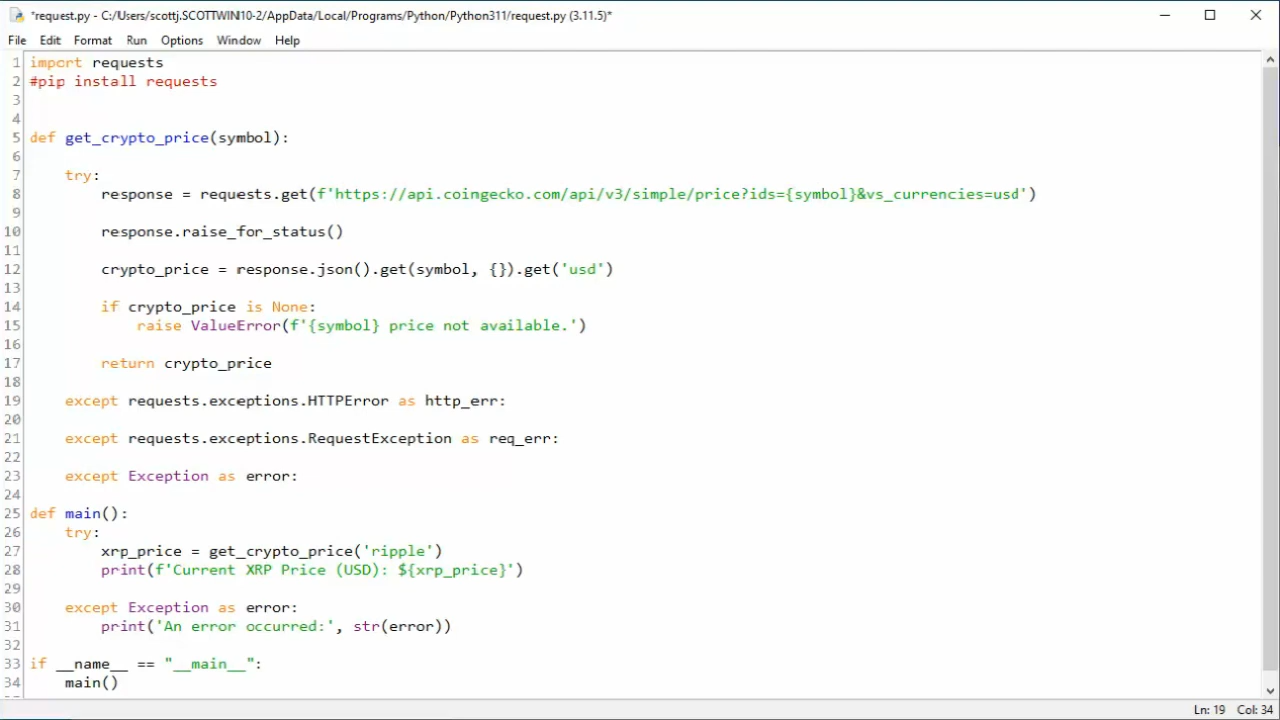 *request.py - C:/Users/scottj.SCOTTWIN10-2/AppData/Local/Programs/Python/Python311/request.py (3.11.5)*
File Edit Format Run Options Window Help
1 import requests
2 #pip install requests
3
4
5 def get_crypto_price(symbol):
6
7     try:
8         response = requests.get(f'https://api.coingecko.com/api/v3/simple/price?ids={symbol}&vs_currencies=usd')
9
10         response.raise_for_status()
11
12         crypto_price = response.json().get(symbol, {}).get('usd')
13
14         if crypto_price is None:
15             raise ValueError(f'{symbol} price not available.')
16
17         return crypto_price
18
19     except requests.exceptions.HTTPError as http_err:
20
21     except requests.exceptions.RequestException as req_err:
22
23     except Exception as error:
24
25 def main():
26     try:
27         xrp_price = get_crypto_price('ripple')
28         print(f'Current XRP Price (USD): ${xrp_price}')
29
30     except Exception as error:
31         print('An error occurred:', str(error))
32
33 if __name__ == "__main__":
34     main()
Ln: 19 Col: 34